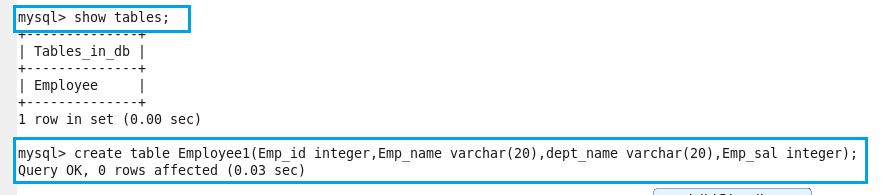 mysql> show tables;
+--------------+
| Tables_in_db |
+--------------+
| Employee     |
+--------------+
1 row in set (0.00 sec)
mysql> create table Employee1(Emp_id integer,Emp_name varchar(20),dept_name varchar(20),Emp_sal integer);
Query OK, 0 rows affected (0.03 sec)